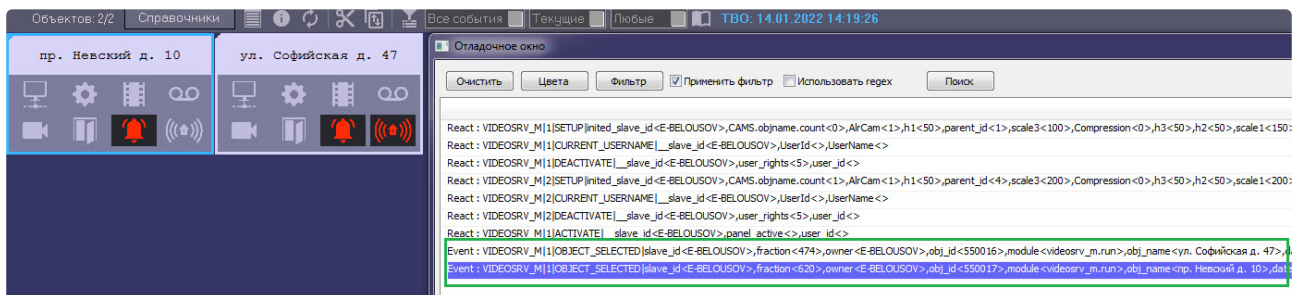 Объектов: 2/2 Справочники Все события Текущие Любые ТВО: 14.01.2022 14:19:26
пр. Невский д. 10 ул. Софийская д. 47
Отладочное окно
Очистить Цвета Фильтр Применить фильтр Использовать regex Поиск
React : VIDEOSRV_M|1|SETUP|inited_slave_id<E-BELOUSOV>,CAMS.objname.count<0>,AlrCam<1>,h1<50>,parent_id<1>,scale3<100>,Compression<0>,h3<50>,h2<50>,scale1<150>
React : VIDEOSRV_M|1|CURRENT_USERNAME|__slave_id<E-BELOUSOV>,UserId<>,UserName<>
React : VIDEOSRV_M|1|DEACTIVATE|__slave_id<E-BELOUSOV>,user_rights<5>,user_id<>
React : VIDEOSRV_M|2|SETUP|inited_slave_id<E-BELOUSOV>,CAMS.objname.count<1>,AlrCam<1>,h1<50>,parent_id<4>,scale3<200>,Compression<0>,h3<50>,h2<50>,scale1<200>
React : VIDEOSRV_M|2|CURRENT_USERNAME|__slave_id<E-BELOUSOV>,UserId<>,UserName<>
React : VIDEOSRV_M|2|DEACTIVATE|__slave_id<E-BELOUSOV>,user_rights<5>,user_id<>
React : VIDEOSRV_M|1|ACTIVATE|__slave_id<E-BELOUSOV>,panel_active<>,user_id<>
Event : VIDEOSRV_M|1|OBJECT_SELECTED|slave_id<E-BELOUSOV>,fraction<474>,owner<E-BELOUSOV>,obj_id<550016>,module<videosrv_m.run>,obj_name<ул. Софийская д. 47>,
Event : VIDEOSRV_M|1|OBJECT_SELECTED|slave_id<E-BELOUSOV>,fraction<620>,owner<E-BELOUSOV>,obj_id<550017>,module<videosrv_m.run>,obj_name<пр. Невский д. 10>,date